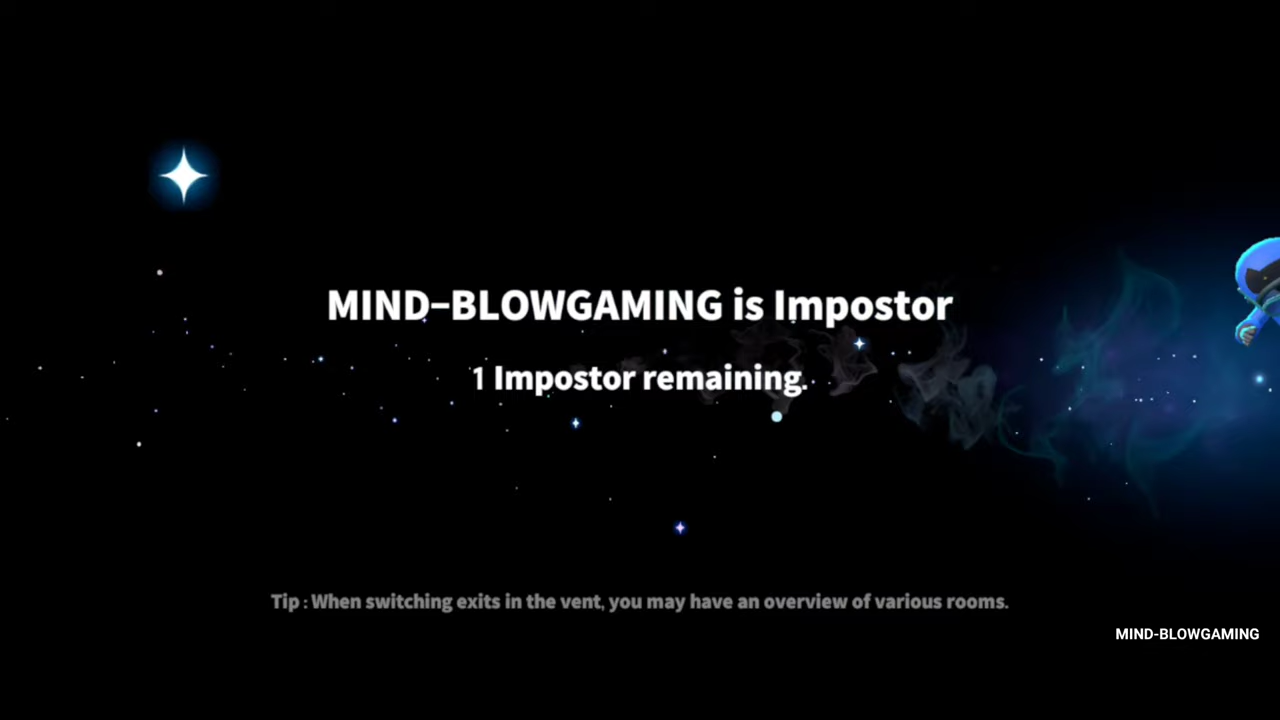 MIND-BLOWGAMING is Impostor
1 Impostor remaining.
Tip : When switching exits in the vent, you may have an overview of various rooms.
MIND-BLOWGAMING